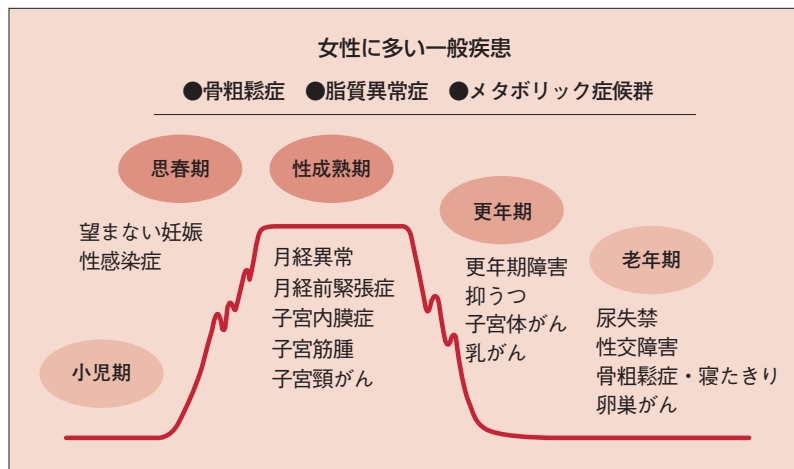 女性に多い一般疾患
●骨粗鬆症 ●脂質異常症 ●メタボリック症候群
思春期
望まない妊娠
性感染症
性成熟期
月経異常
月経前緊張症
子宮内膜症
子宮筋腫
子宮頸がん
更年期
更年期障害
抑うつ
子宮体がん
乳がん
老年期
尿失禁
性交障害
骨粗鬆症・寝たきり
卵巣がん
小児期